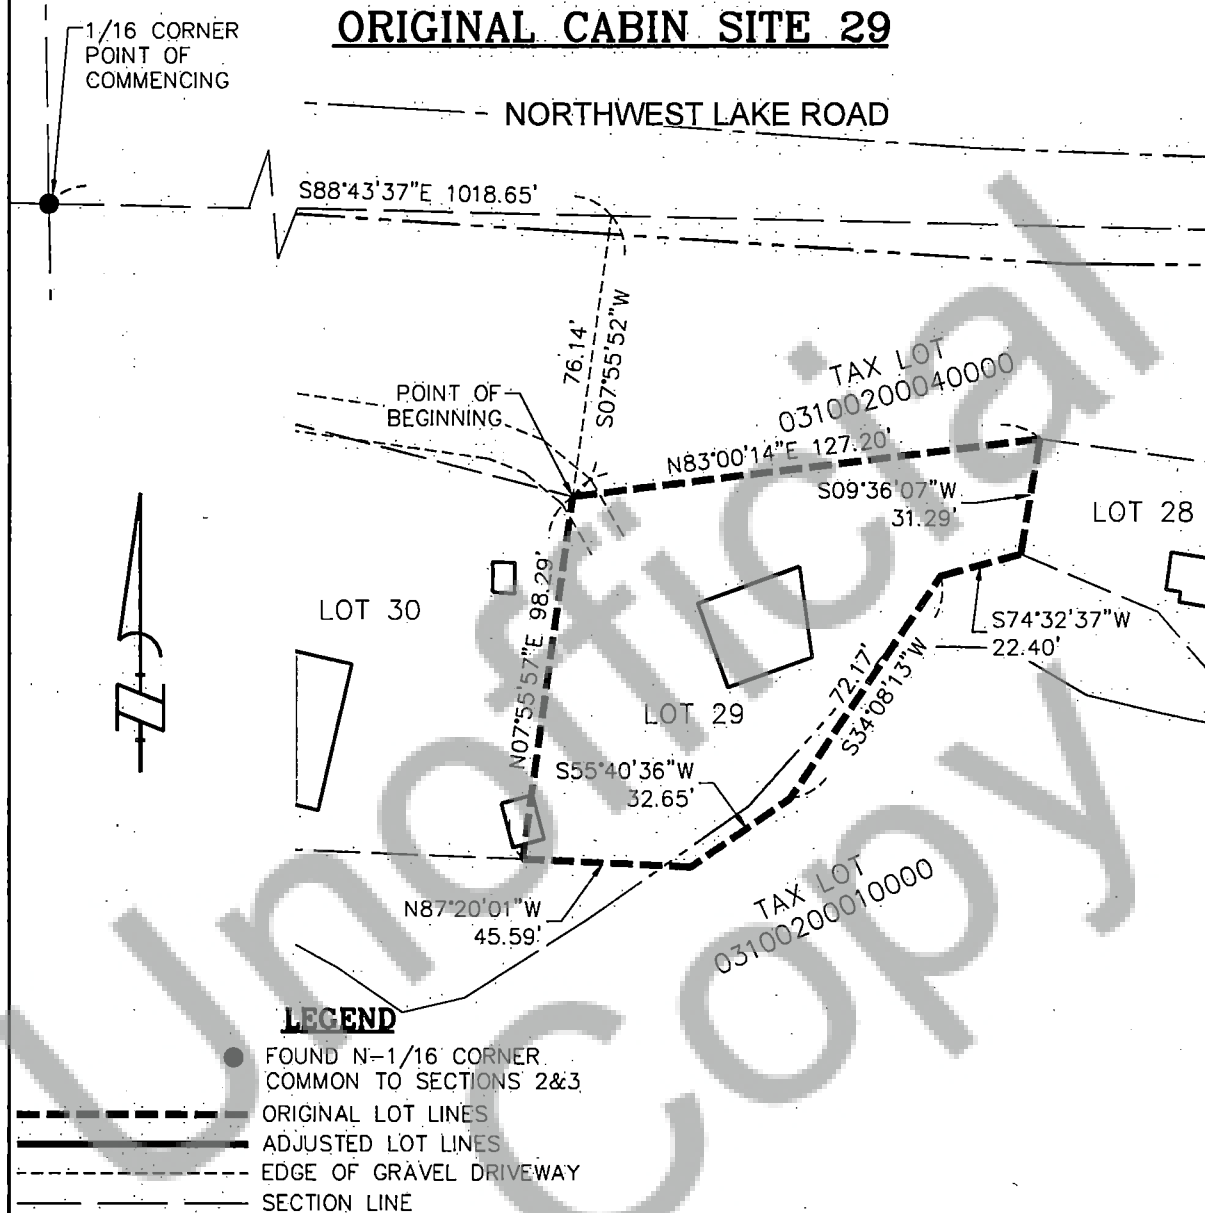 ORIGINAL CABIN SITE 29
1/16 CORNER
POINT OF
COMMENCING
NORTHWEST LAKE ROAD
S88°43'37"E 1018.65'
76.14'
S07°55'52"W
TAX LOT
03100200040000
POINT OF
BEGINNING
N83°00'14"E 127.20'
S09°36'07"W
31.29'
LOT 28
LOT 30
N07°55'57"E 98.29'
S74°32'37"W
22.40'
72.17'
S34°08'13"W
LOT 29
S55°40'36"W
32.65'
N87°20'01"W
45.59'
TAX LOT
03100200010000
LEGEND
FOUND N-1/16 CORNER
COMMON TO SECTIONS 2&3
ORIGINAL LOT LINES
ADJUSTED LOT LINES
EDGE OF GRAVEL DRIVEWAY
SECTION LINE
Unofficial
Copy